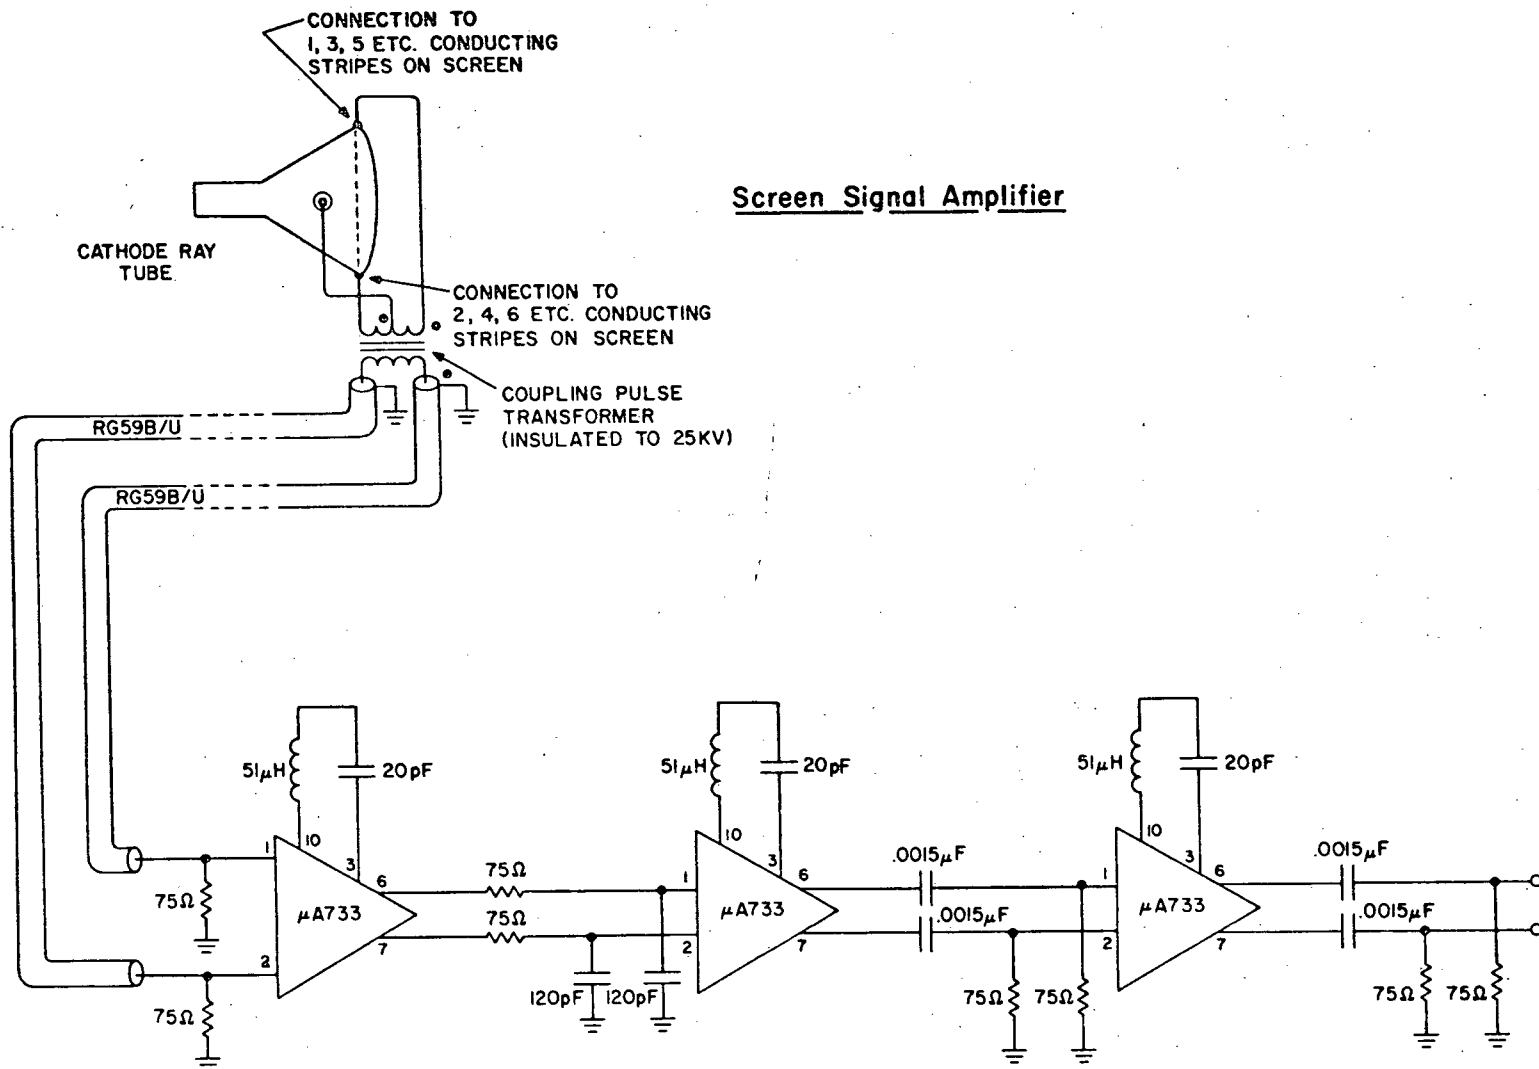 CONNECTION TO
1, 3, 5 ETC. CONDUCTING
STRIPES ON SCREEN
Screen Signal Amplifier
CATHODE RAY
TUBE
CONNECTION TO
2, 4, 6 ETC. CONDUCTING
STRIPES ON SCREEN
COUPLING PULSE
TRANSFORMER
(INSULATED TO 25KV)
RG59B/U
RG59B/U
51μH
20pF
51μH
20pF
51μH
20pF
10
3
10
3
10
3
1
6
75Ω
1
6
.0015μF
1
6
.0015μF
75Ω
μA733
75Ω
μA733
.0015μF
μA733
.0015μF
2
7
2
7
2
7
75Ω
120pF
120pF
75Ω
75Ω
75Ω
75Ω